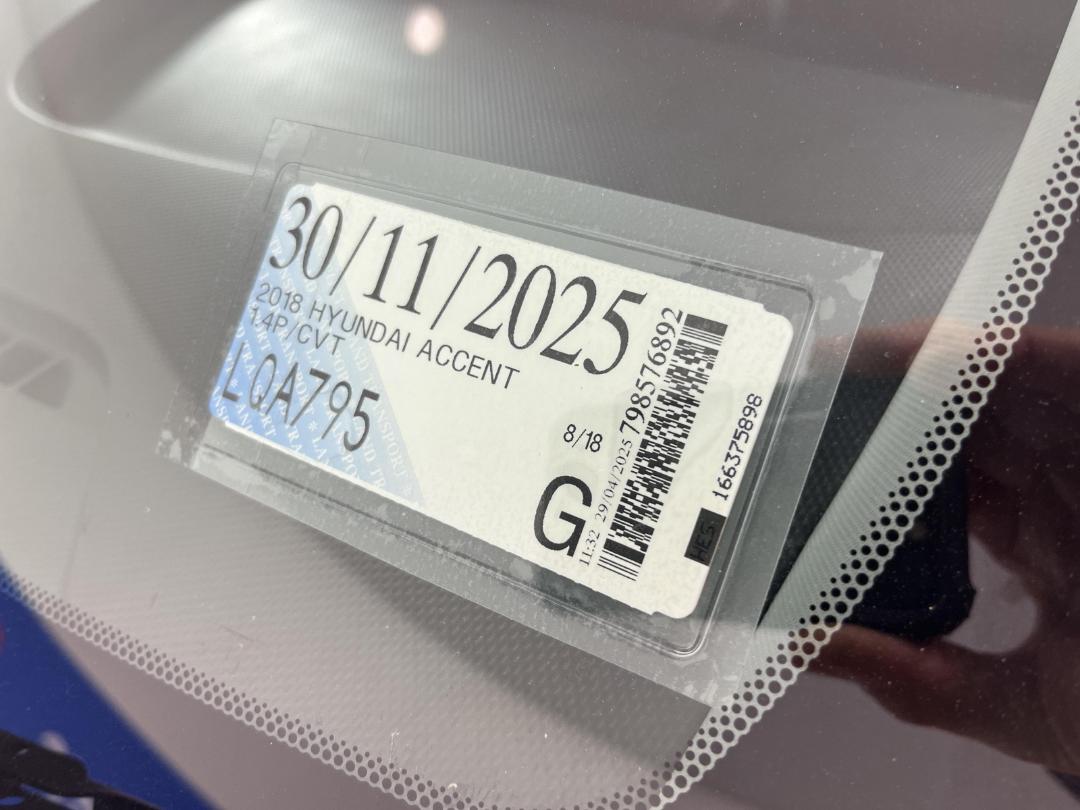 30/11/2025
2018 HYUNDAI ACCENT
1.4P/CVT
LQA795
8/18
G
11:32 29/04/2025
798576892
166375898
HES